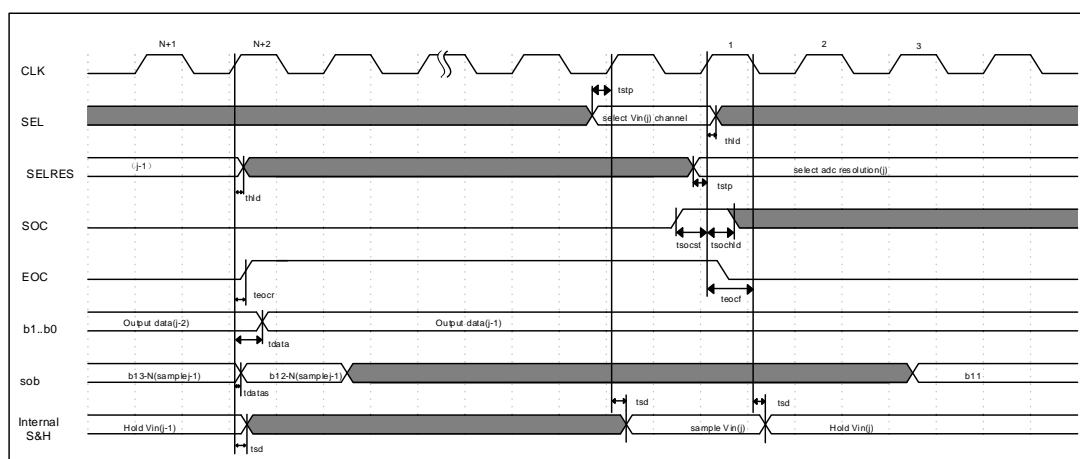 N+1 N+2 1 2 3
CLK
tstp
SEL select Vin(j) channel
thld
(j-1)
SELRES select adc resolution(j)
thld tstp
SOC
tsocst tsochld
EOC
teocr teocf
b1..b0 Output data(j-2) Output data(j-1)
tdata
sob b13-N(samplej-1) b12-N(samplej-1) b11
tdatas
tsd tsd
Internal S&H Hold Vin(j-1) sample Vin(j) Hold Vin(j)
tsd